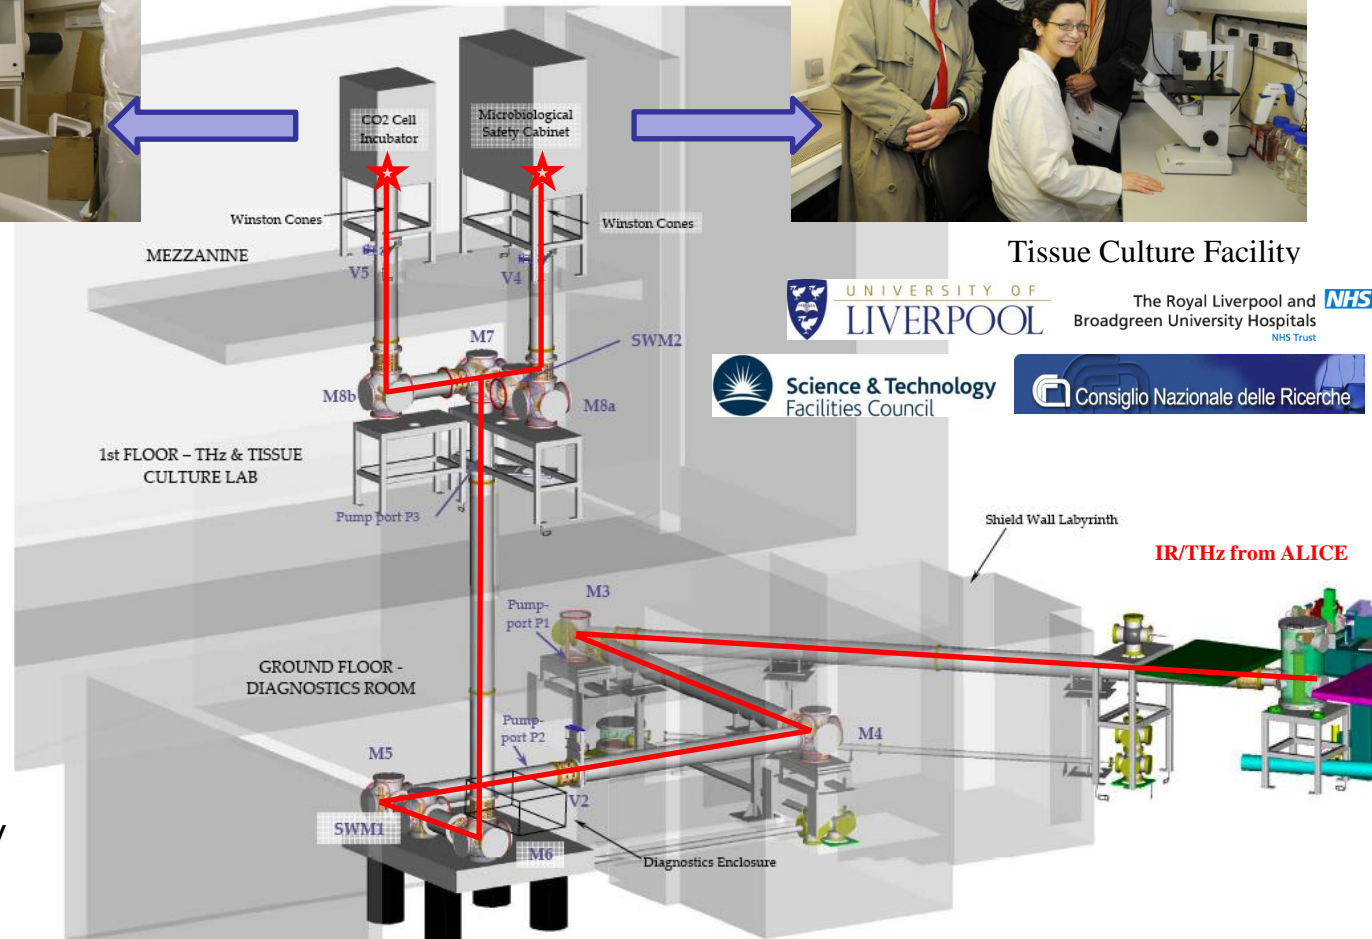 CO2 Cell
Incubator
Microbiological
Safety Cabinet
Winston Cones
Winston Cones
MEZZANINE
V5
V4
Tissue Culture Facility
UNIVERSITY OF
LIVERPOOL
The Royal Liverpool and NHS
Broadgreen University Hospitals
NHS Trust
M7
SWM2
M8b
M8a
Science & Technology
Facilities Council
Consiglio Nazionale delle Ricerche
1st FLOOR – THz & TISSUE
CULTURE LAB
Pump port P3
Shield Wall Labyrinth
IR/THz from ALICE
M3
Pump-
port P1
GROUND FLOOR -
DIAGNOSTICS ROOM
Pump-
port P2
M4
M5
V2
SWM1
M6
Diagnostics Enclosure